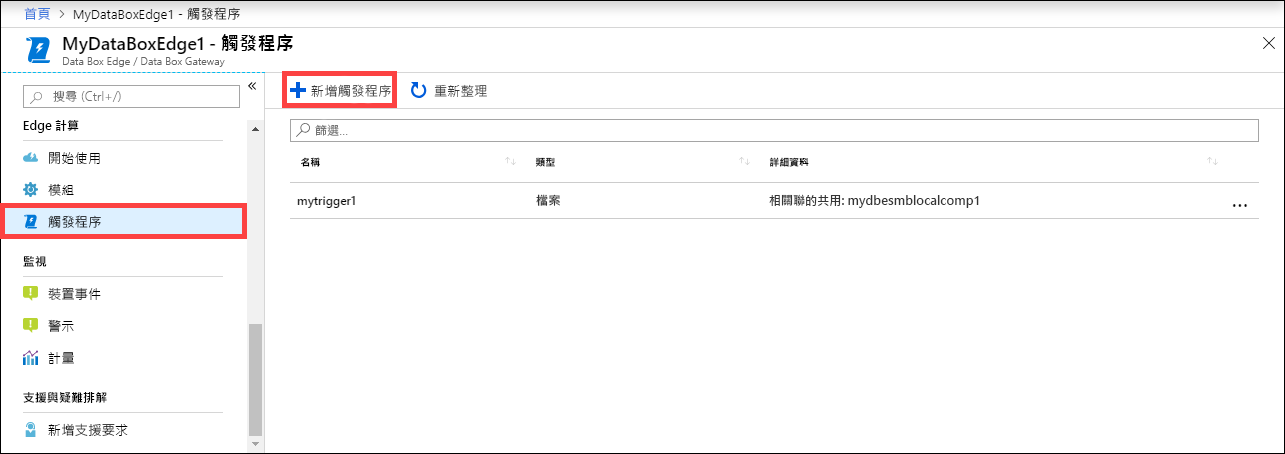 首頁 > MyDataBoxEdge1 - 觸發程序
MyDataBoxEdge1 - 觸發程序
Data Box Edge / Data Box Gateway
搜尋 (Ctrl+/)
Edge 計算
開始使用
模組
觸發程序
監視
裝置事件
警示
計量
支援與疑難排解
新增支援要求
新增觸發程序 重新整理
篩選...
名稱 類型 詳細資料
mytrigger1 檔案 相關聯的共用: mydbesmblocalcomp1 ...